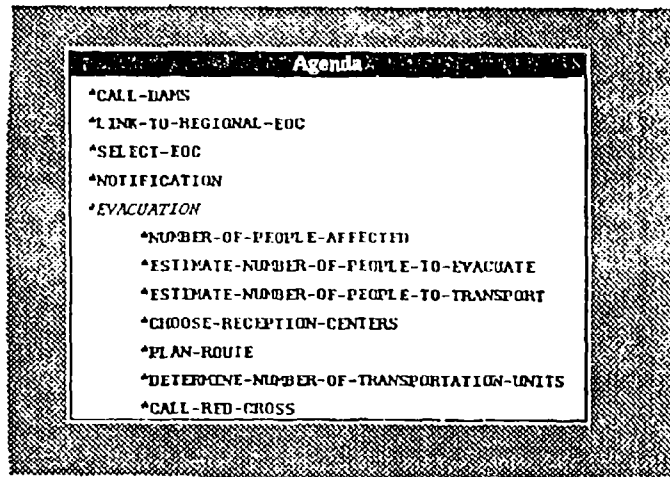 Agenda
*CALL-DAMS
*LINK-TO-REGIONAL-EOC
*SELECT-EOC
*NOTIFICATION
*EVACUATION
*NUMBER-OF-PEOPLE-AFFECTED
*ESTIMATE-NUMBER-OF-PEOPLE-TO-EVACUATE
*ESTIMATE-NUMBER-OF-PEOPLE-TO-TRANSPORT
*CHOOSE-RECEPTION-CENTERS
*PLAN-ROUTE
*DETERMINE-NUMBER-OF-TRANSPORTATION-UNITS
*CALL-RED-CROSS